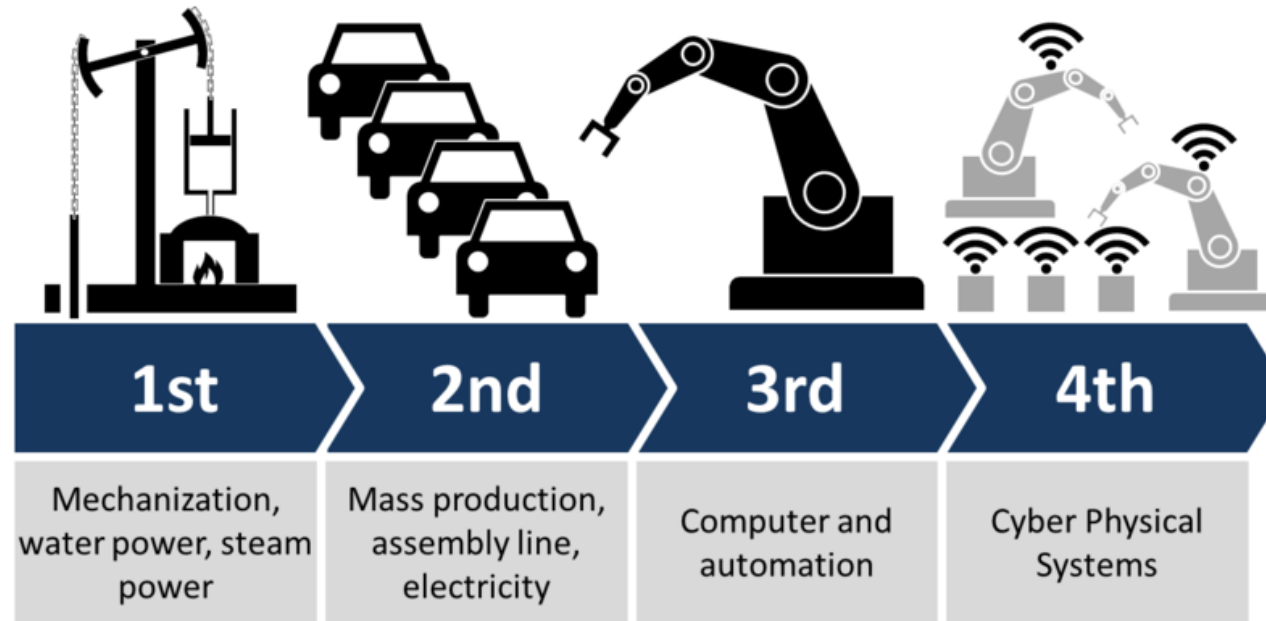 1st
2nd
3rd
4th
Mechanization,
water power, steam
power
Mass production,
assembly line,
electricity
Computer and
automation
Cyber Physical
Systems